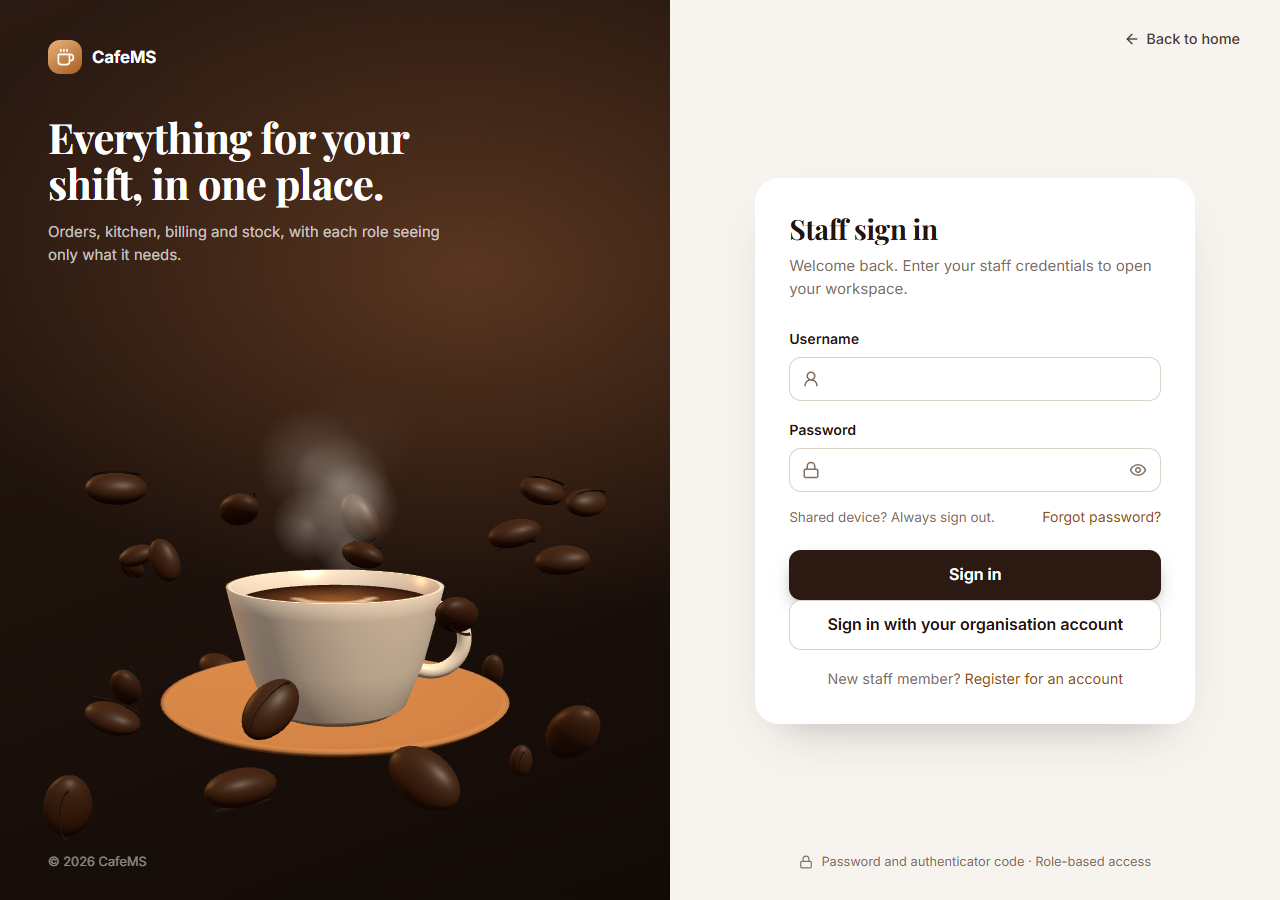 CafeMS
Everything for your
shift, in one place.
Orders, kitchen, billing and stock, with each role seeing
only what it needs.
© 2026 CafeMS
Back to home
Staff sign in
Welcome back. Enter your staff credentials to open
your workspace.
Username
Password
Shared device? Always sign out.
Forgot password?
Sign in
Sign in with your organisation account
New staff member? Register for an account
Password and authenticator code · Role-based access